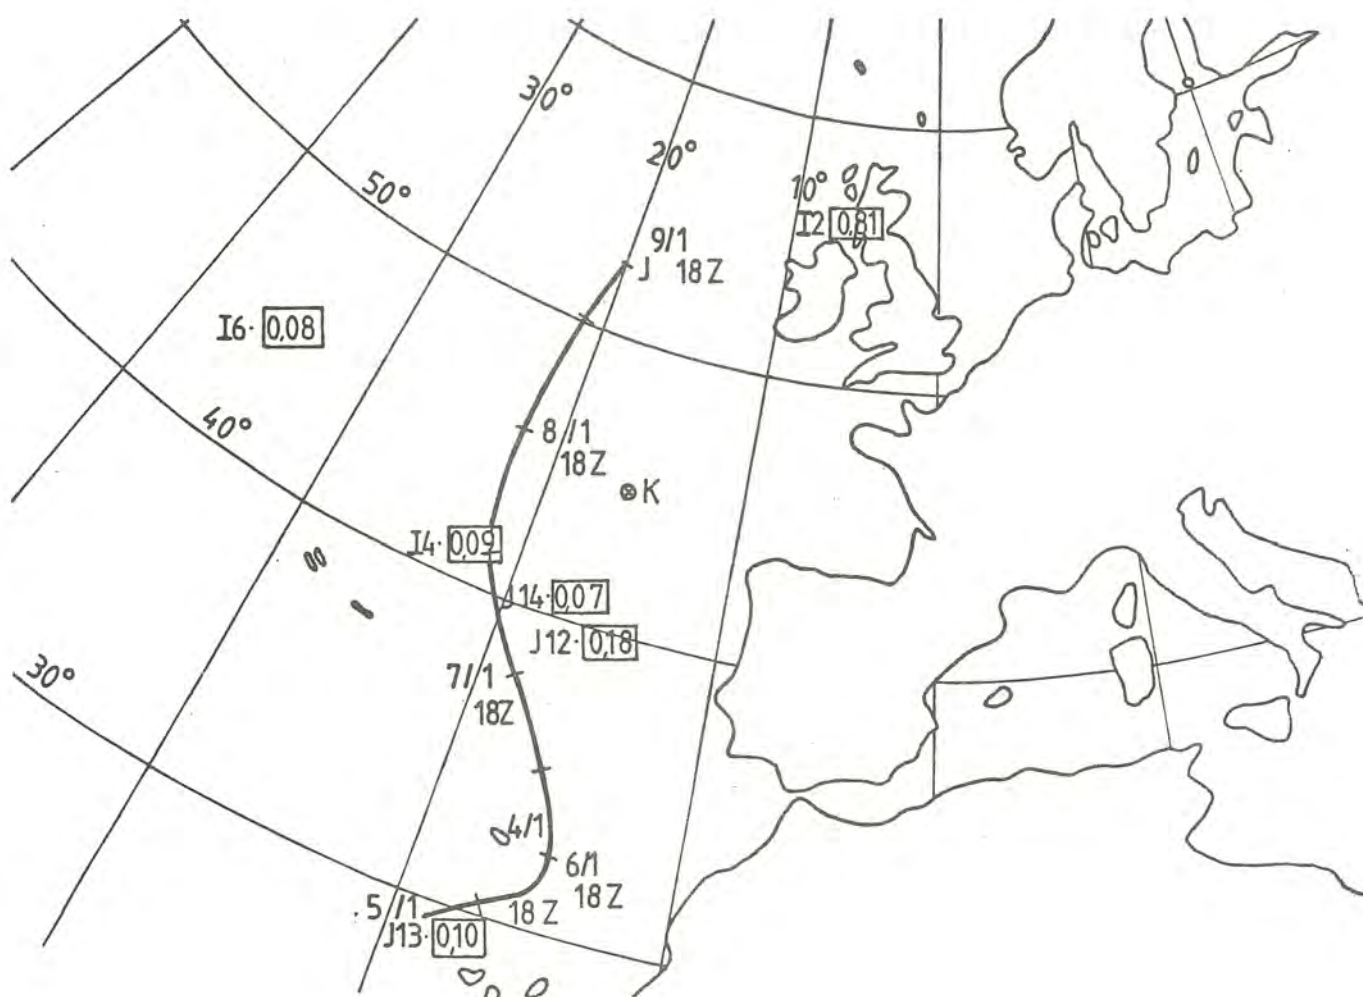 30°
20°
50°
10°
I2 0,81
9/1
J 18Z
I6· 0,08
40°
8/1
18Z
⊗ K
I4· 0,09
J14· 0,07
J12· 0,18
30°
7/1
18Z
4/1
6/1
18Z
5/1 18Z
J13· 0,10